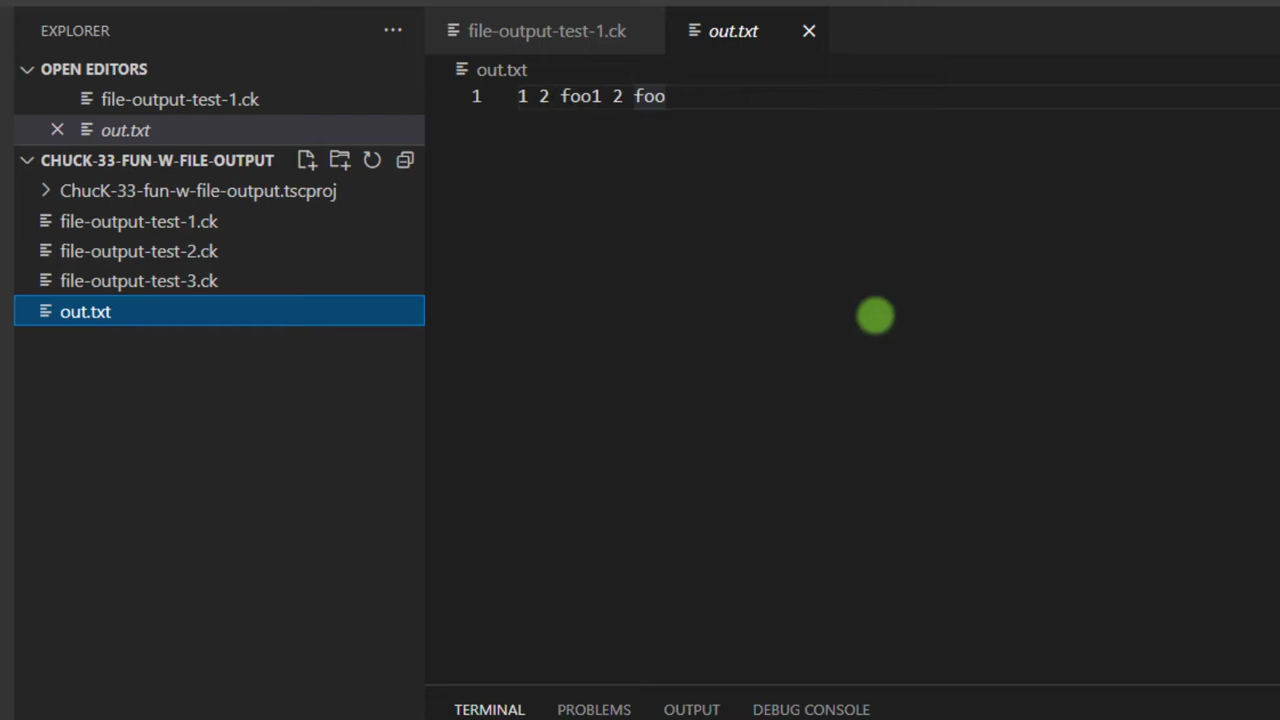 EXPLORER
OPEN EDITORS
file-output-test-1.ck
out.txt
CHUCK-33-FUN-W-FILE-OUTPUT
ChucK-33-fun-w-file-output.tscproj
file-output-test-1.ck
file-output-test-2.ck
file-output-test-3.ck
out.txt
file-output-test-1.ck out.txt
out.txt
1 1 2 foo1 2 foo
TERMINAL PROBLEMS OUTPUT DEBUG CONSOLE